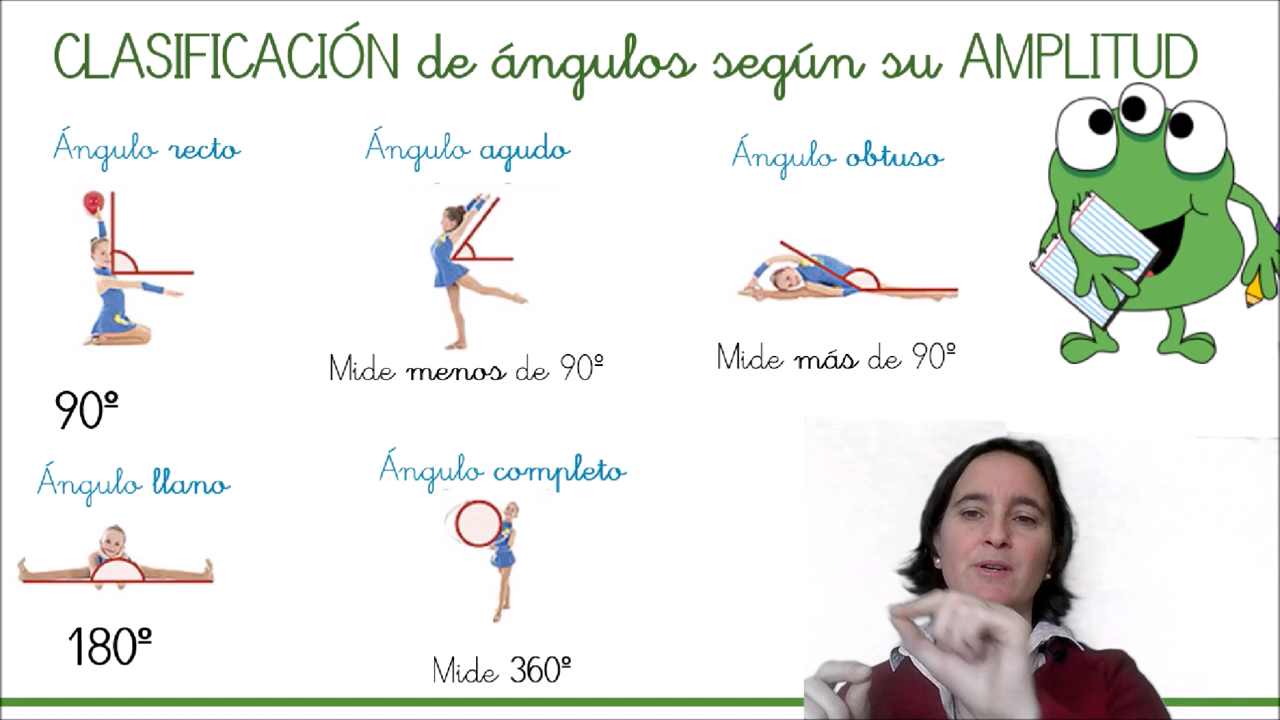 CLASIFICACIÓN de ángulos según su AMPLITUD
Ángulo recto
90º
Ángulo agudo
Mide menos de 90º
Ángulo obtuso
Mide más de 90º
Ángulo llano
180º
Ángulo completo
Mide 360º